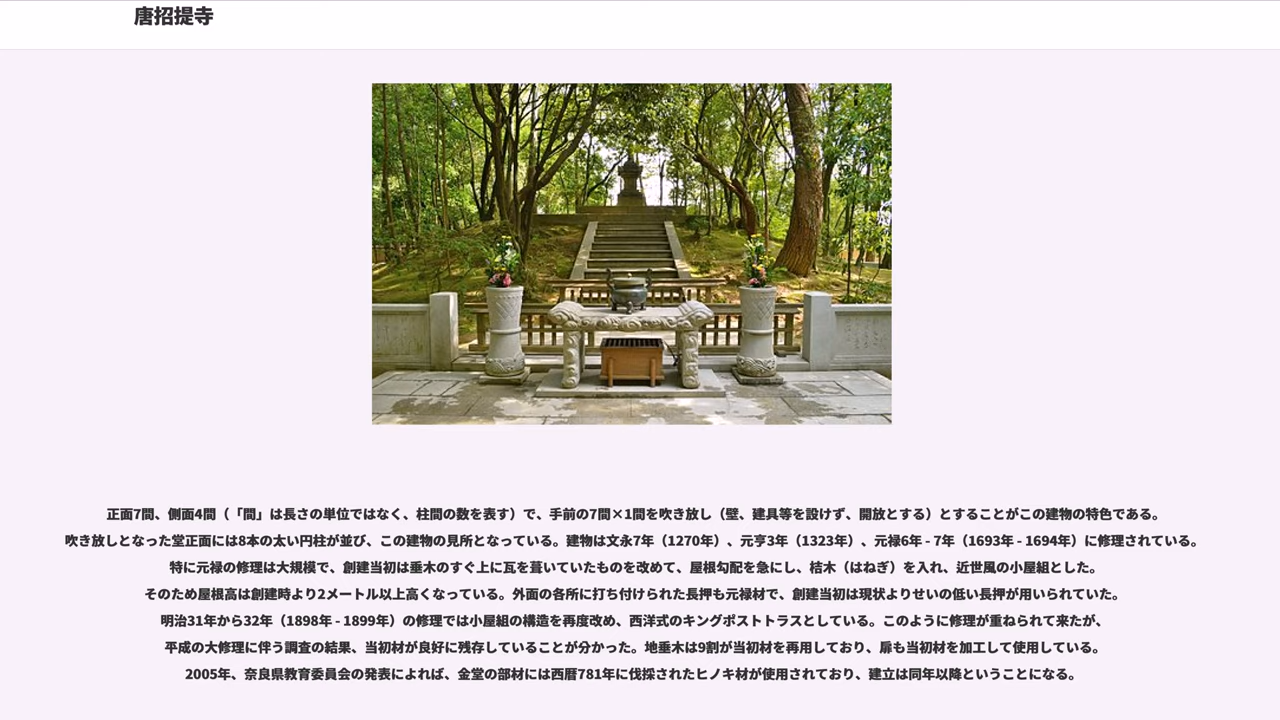 唐招提寺
正面7間、側面4間（「間」は長さの単位ではなく、柱間の数を表す）で、手前の7間×1間を吹き放し（壁、建具等を設けず、開放とする）とすることがこの建物の特色である。
吹き放しとなった堂正面には8本の太い円柱が並び、この建物の見所となっている。建物は文永7年（1270年）、元亨3年（1323年）、元禄6年 - 7年（1693年 - 1694年）に修理されている。
特に元禄の修理は大規模で、創建当初は垂木のすぐ上に瓦を葺いていたものを改めて、屋根勾配を急にし、桔木（はねぎ）を入れ、近世風の小屋組とした。
そのため屋根高は創建時より2メートル以上高くなっている。外面の各所に打ち付けられた長押も元禄材で、創建当初は現状よりせいの低い長押が用いられていた。
明治31年から32年（1898年 - 1899年）の修理では小屋組の構造を再度改め、西洋式のキングポストトラスとしている。このように修理が重ねられて来たが、
平成の大修理に伴う調査の結果、当初材が良好に残存していることが分かった。地垂木は9割が当初材を再用しており、扉も当初材を加工して使用している。
2005年、奈良県教育委員会の発表によれば、金堂の部材には西暦781年に伐採されたヒノキ材が使用されており、建立は同年以降ということになる。